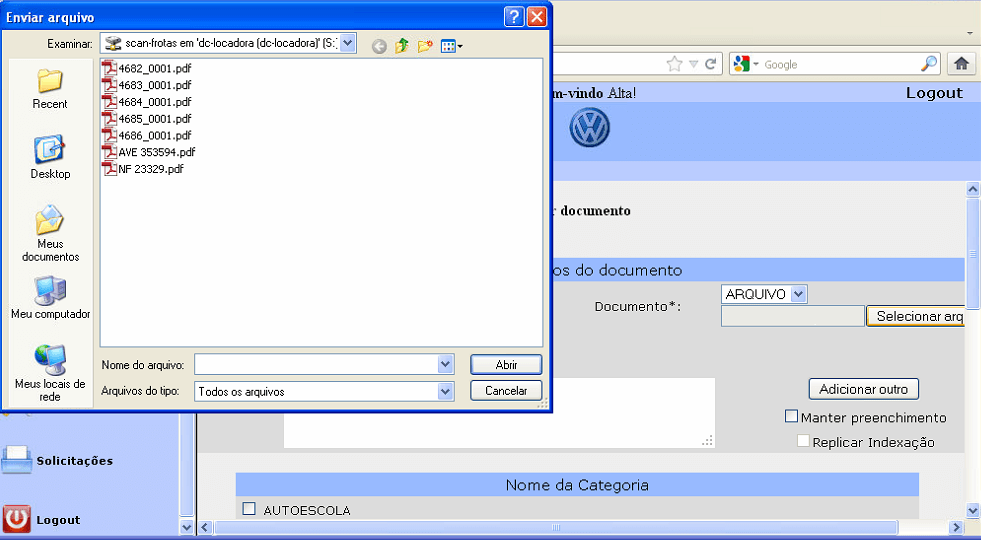 Enviar arquivo
Examinar:
scan-frotas em 'dc-locadora (dc-locadora)' (S:)
Recent
Desktop
Meus
documentos
Meu computador
Meus locais de
rede
4682_0001.pdf
4683_0001.pdf
4684_0001.pdf
4685_0001.pdf
4686_0001.pdf
AVE 353594.pdf
NF 23329.pdf
Nome do arquivo:
Abrir
Arquivos do tipo:
Todos os arquivos
Cancelar
Google
m-vindo Alta!
Logout
r documento
os do documento
Documento*:
ARQUIVO
Selecionar arq
Adicionar outro
Manter preenchimento
Replicar Indexação
Solicitações
Logout
Nome da Categoria
AUTOESCOLA